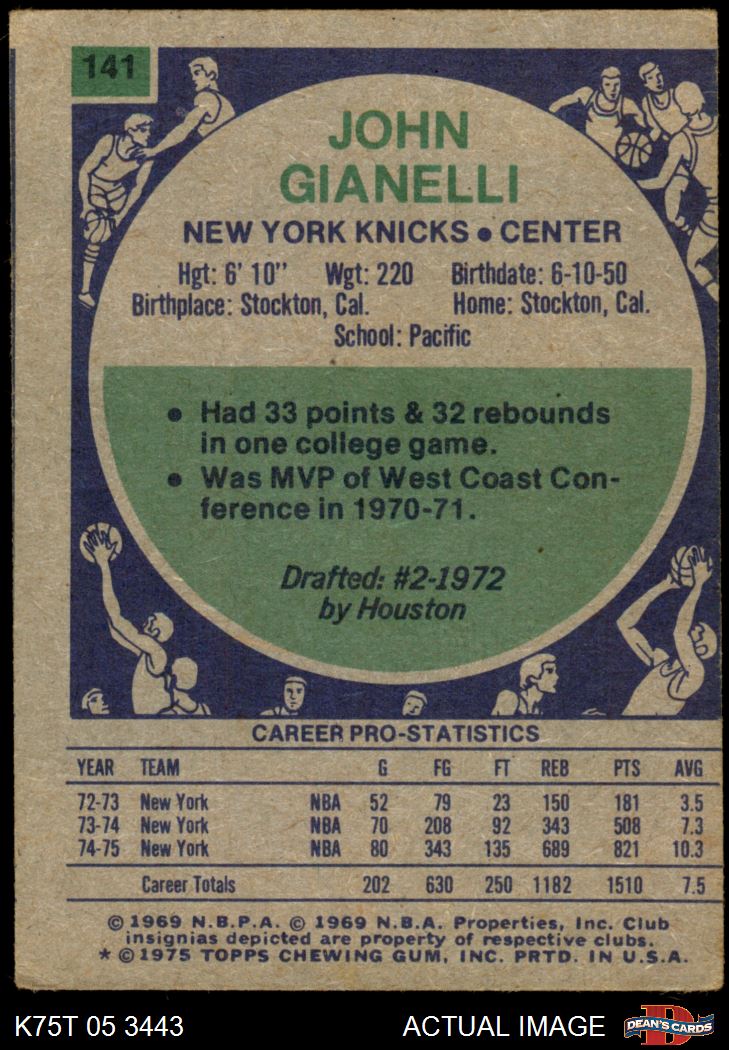 141
JOHN
GIANELLI
NEW YORK KNICKS • CENTER
Hgt: 6' 10" Wgt: 220 Birthdate: 6-10-50
Birthplace: Stockton, Cal. Home: Stockton, Cal.
School: Pacific
• Had 33 points & 32 rebounds
in one college game.
• Was MVP of West Coast Con-
ference in 1970-71.
Drafted: #2-1972
by Houston
CAREER PRO-STATISTICS
YEAR TEAM G FG FT REB PTS AVG
72-73 New York NBA 52 79 23 150 181 3.5
73-74 New York NBA 70 208 92 343 508 7.3
74-75 New York NBA 80 343 135 689 821 10.3
Career Totals 202 630 250 1182 1510 7.5
© 1969 N.B.P.A. © 1969 N.B.A. Properties, Inc. Club
insignias depicted are property of respective clubs.
* © 1975 TOPPS CHEWING GUM, INC. PRTD. IN U.S.A.
K75T 05 3443 ACTUAL IMAGE D DEAN'S CARDS